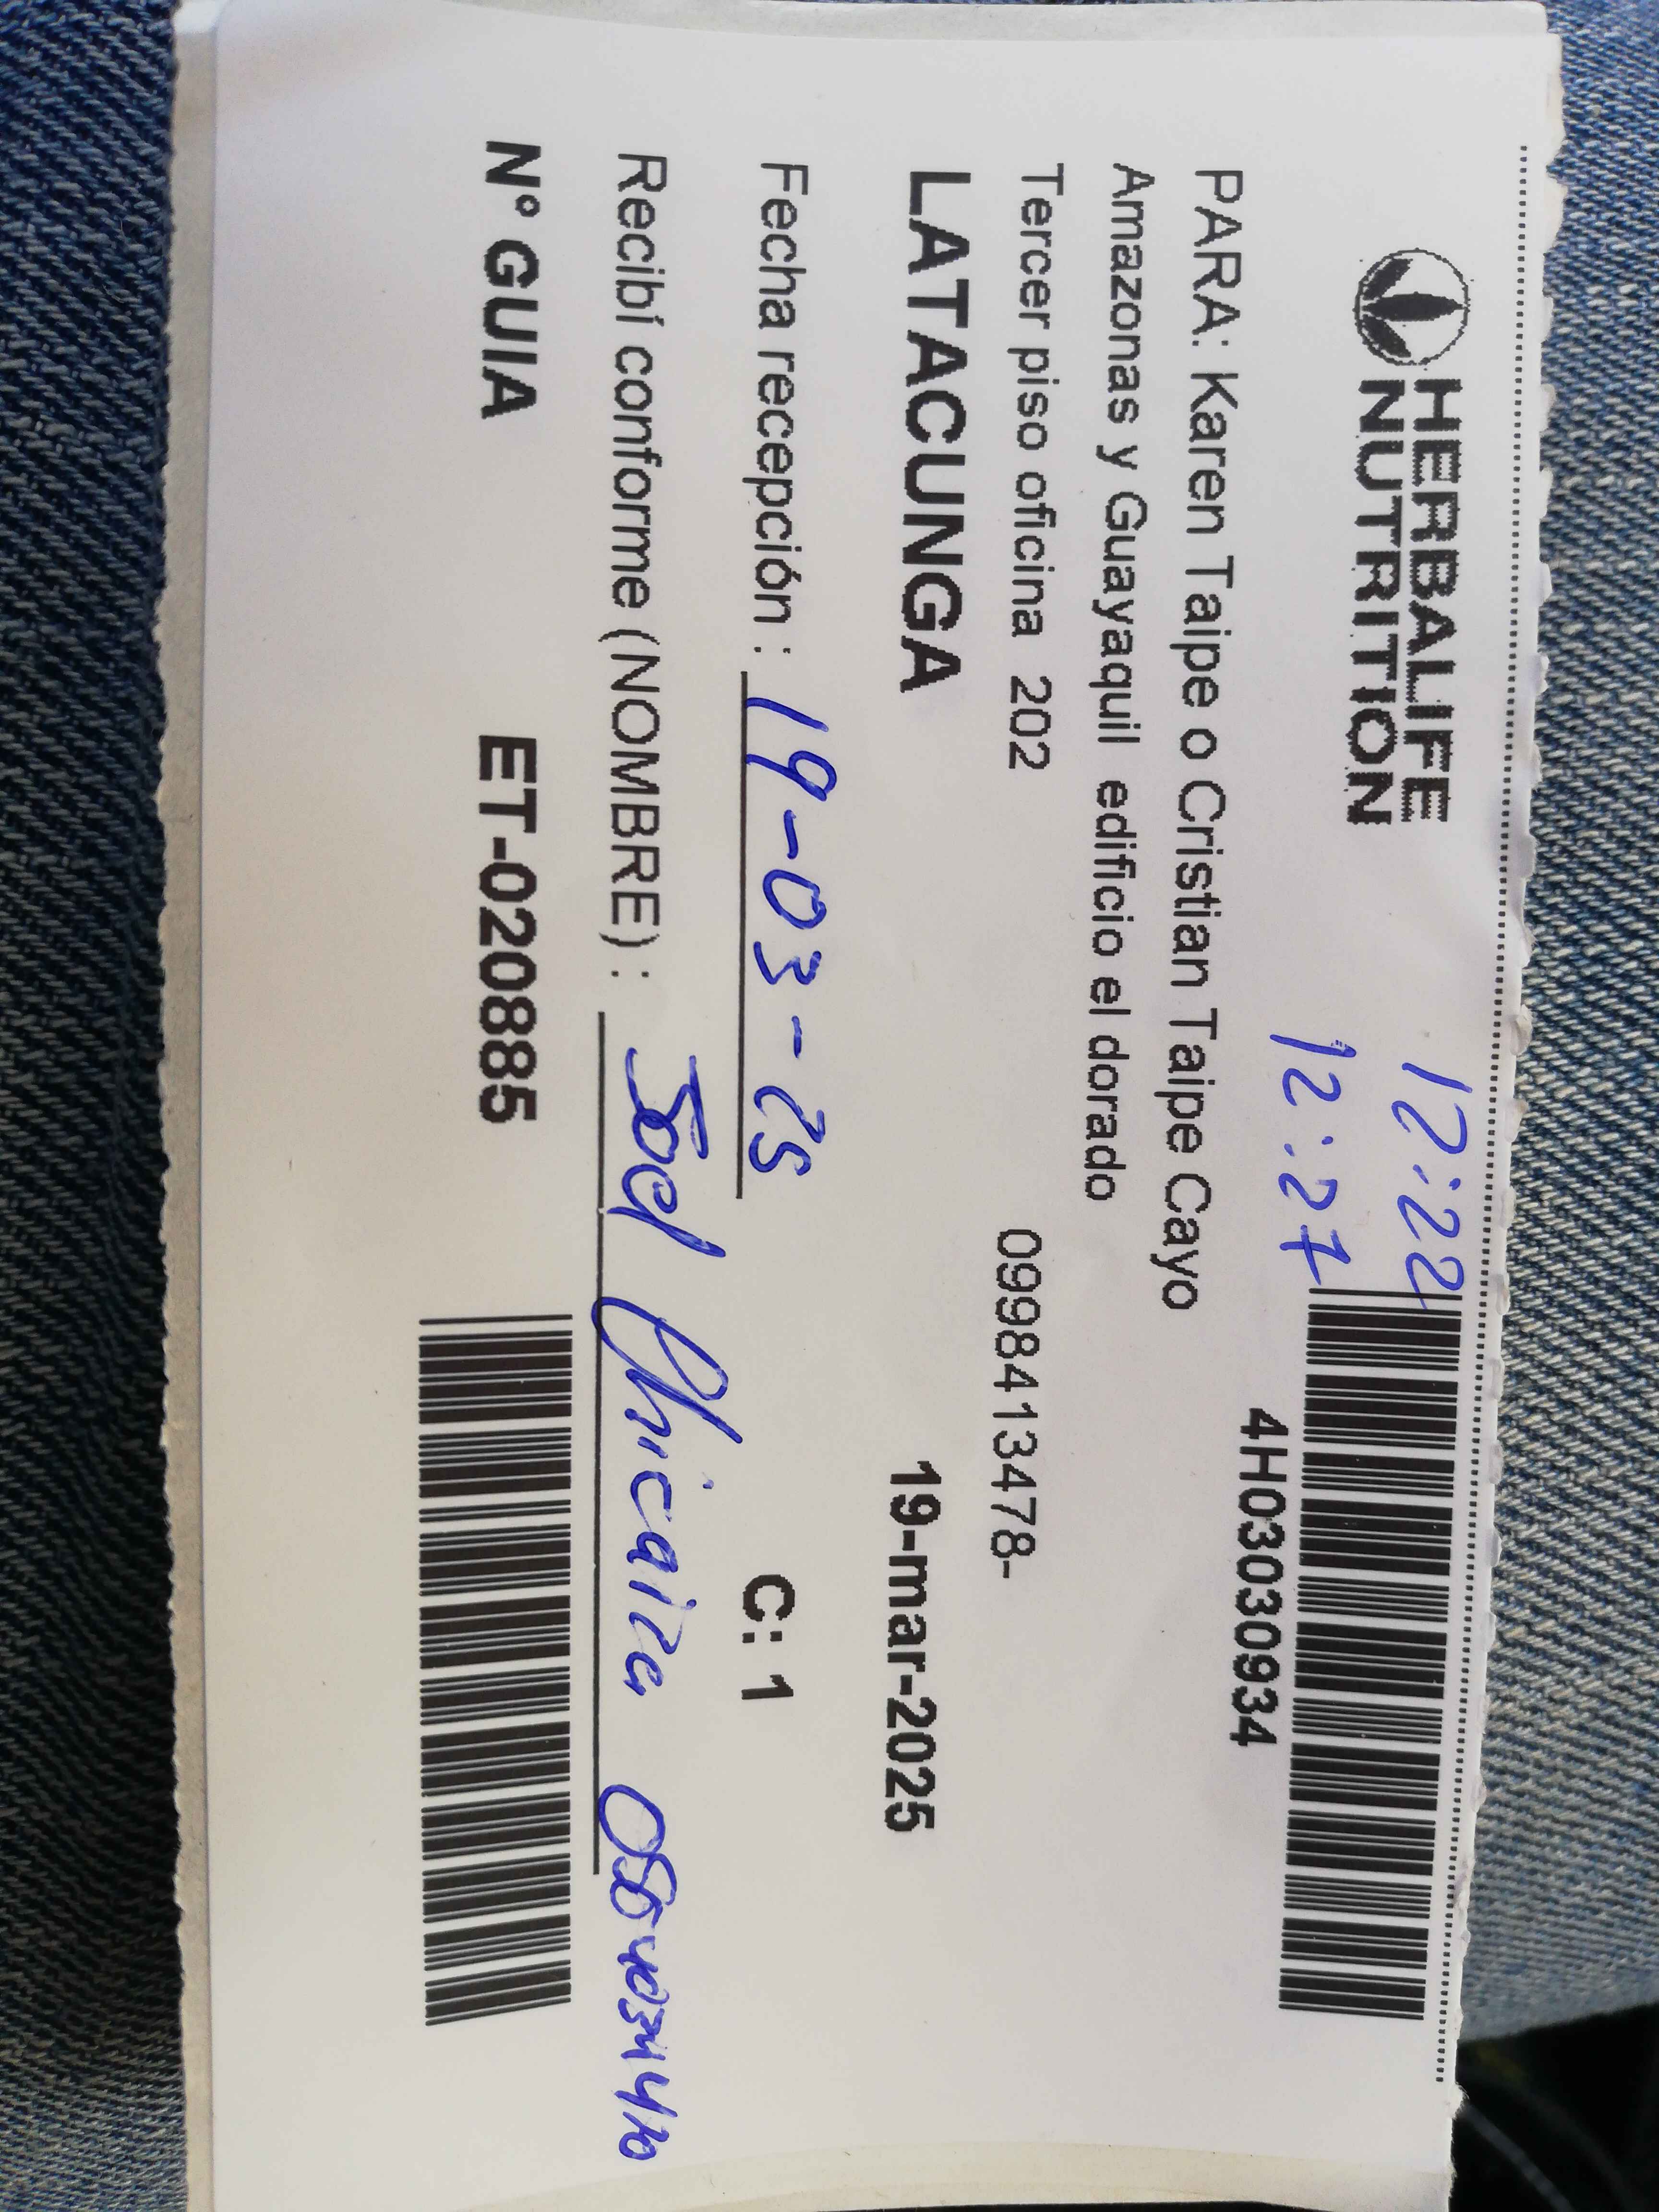 HERBALIFE
NUTRITION
12:22
12:27
4H03030934
PARA: Karen Taipe o Cristian Taipe Cayo
Amazonas y Guayaquil edificio el dorado
Tercer piso oficina 202
0998413478-
LATACUNGA
19-mar-2025
Fecha recepción : 19-03-25
C: 1
Recibí conforme (NOMBRE) : Joel Chicaiza
N° GUIA ET-020885